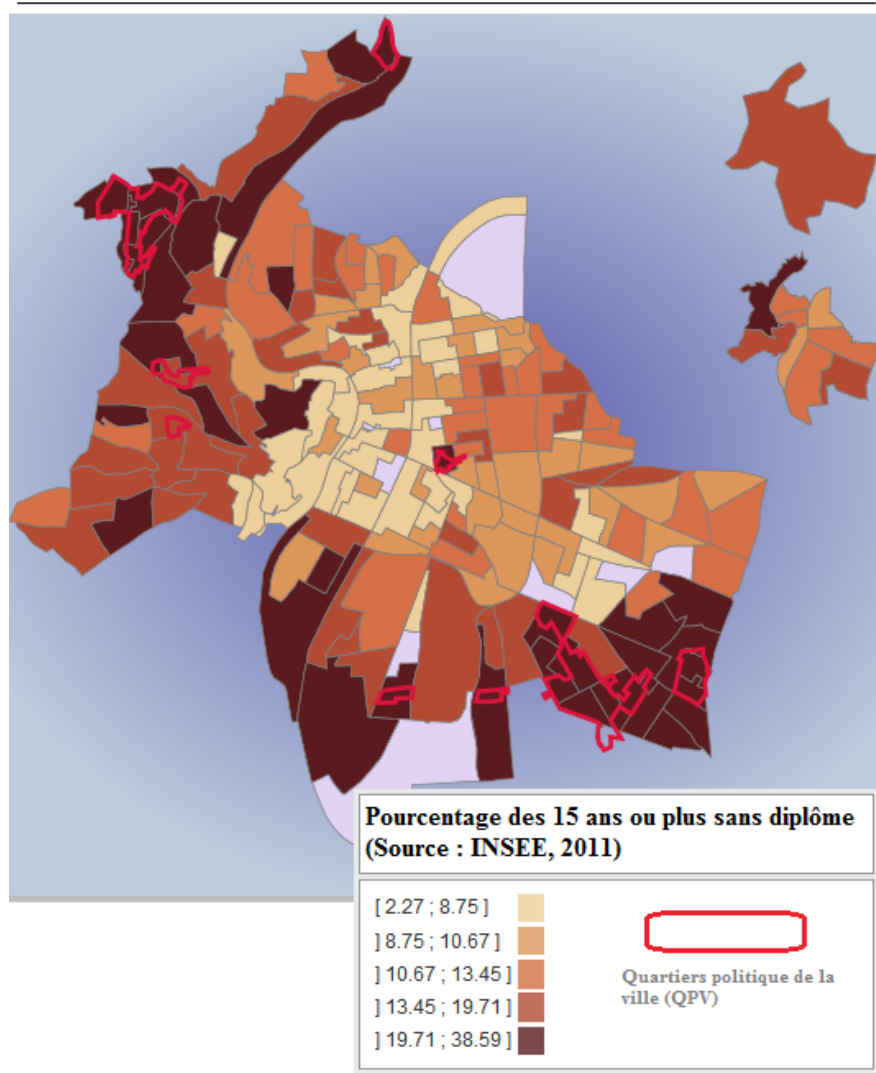 Pourcentage des 15 ans ou plus sans diplôme
(Source : INSEE, 2011)
[ 2.27 ; 8.75 ]
] 8.75 ; 10.67 ]
] 10.67 ; 13.45 ]
] 13.45 ; 19.71 ]
] 19.71 ; 38.59 ]
Quartiers politique de la
ville (QPV)